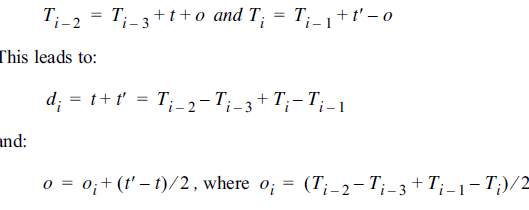 T_{i-2} = T_{i-3} + t + o and T_i = T_{i-1} + t' - o
This leads to:
d_i = t + t' = T_{i-2} - T_{i-3} + T_i - T_{i-1}
and:
o = o_i + (t' - t)/2, where o_i = (T_{i-2} - T_{i-3} + T_{i-1} - T_i)/2